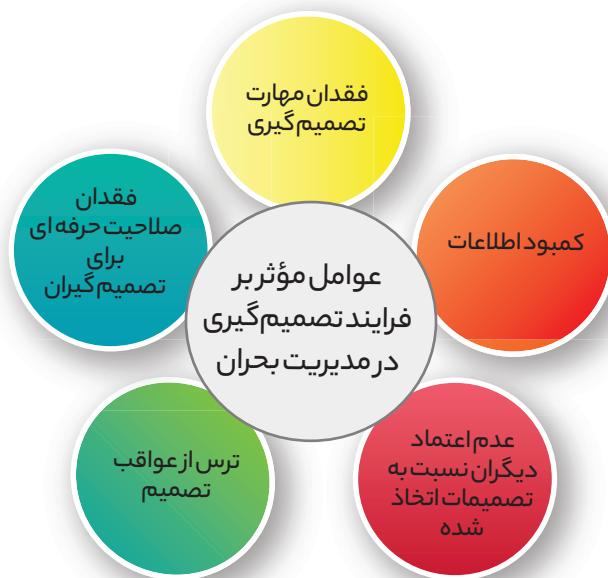 فقدان مهارت
تصمیم‌گیری
کمبود اطلاعات
عدم اعتماد
دیگران نسبت به
تصمیمات اتخاذ
شده
ترس از عواقب
تصمیم
فقدان
صلاحیت حرفه‌ای
برای
تصمیم‌گیران
عوامل مؤثر بر
فرایند تصمیم‌گیری
در مدیریت بحران